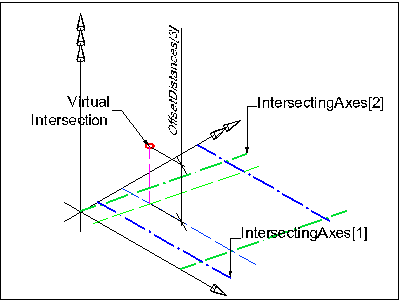 OffsetDistances[3]
Virtual
Intersection
IntersectingAxes[2]
IntersectingAxes[1]